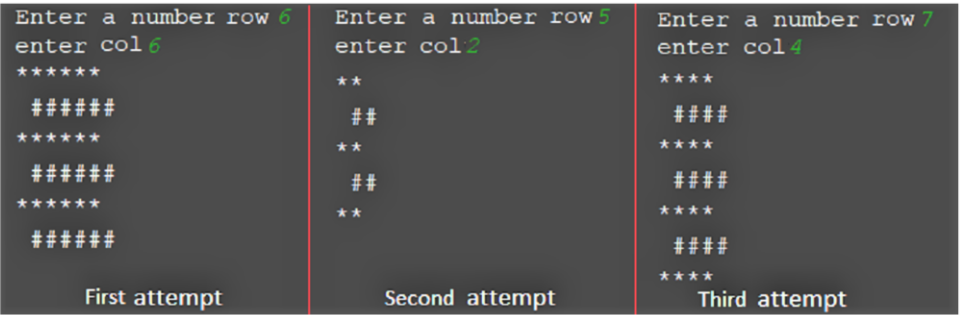 Enter a number row 6
enter col 6
******
 ######
******
 ######
******
 ######
First attempt
Enter a number row 5
enter col 2
**
 ##
**
 ##
**
Second attempt
Enter a number row 7
enter col 4
****
 ####
****
 ####
****
 ####
****
Third attempt